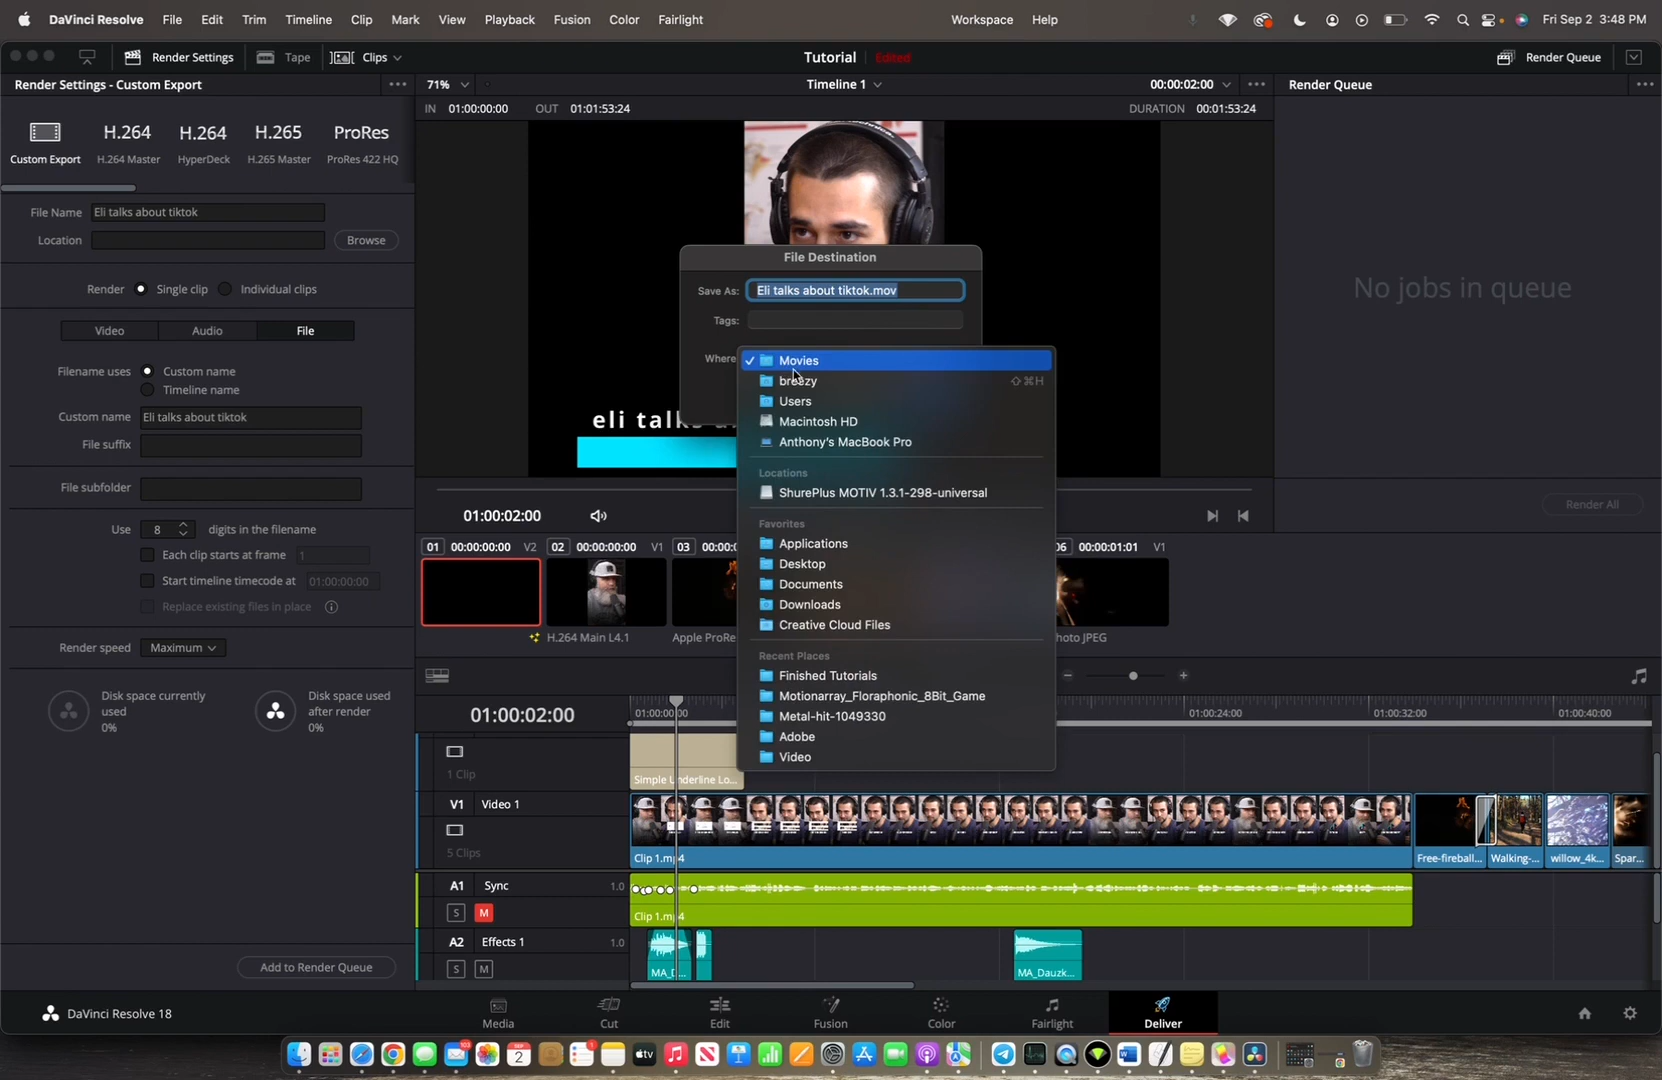 DaVinci Resolve File Edit Trim Timeline Clip Mark View Playback Fusion Color Fairlight Workspace Help Fri Sep 2 3:48 PM
Render Settings Tape Clips Tutorial Edited Render Queue
Render Settings - Custom Export 71% Timeline 1 00:00:02:00 Render Queue
IN 01:00:00:00 OUT 01:01:53:24 DURATION 00:01:53:24
H.264 H.264 H.265 ProRes
Custom Export H.264 Master HyperDeck H.265 Master ProRes 422 HQ
File Name Eli talks about tiktok
Location Browse
Render Single clip Individual clips
Video Audio File
Filename uses Custom name
Timeline name
Custom name Eli talks about tiktok
File suffix
File subfolder
Use 8 digits in the filename
Each clip starts at frame 1
Start timeline timecode at 01:00:00:00
Replace existing files in place
Render speed Maximum
Disk space currently used 0%
Disk space used after render 0%
Add to Render Queue
File Destination
Save As: Eli talks about tiktok.mov
Tags:
Where
Movies
breezy ⇧⌘H
Users
Macintosh HD
Anthony's MacBook Pro
Locations
ShurePlus MOTIV 1.3.1-298-universal
Favorites
Applications
Desktop
Documents
Downloads
Creative Cloud Files
Recent Places
Finished Tutorials
Motionarray_Floraphonic_8Bit_Game
Metal-hit-1049330
Adobe
Video
eli talks
No jobs in queue
Render All
01:00:02:00
01 00:00:00:00 V2 02 00:00:00:00 V1 03 00:00:01:01 V1
H.264 Main L4.1 Apple ProRe
01:00:02:00 01:00:00:00 01:00:24:00 01:00:32:00 01:00:40:00
1 Clip Simple Underline Lo...
V1 Video 1
5 Clips Clip 1.mp4 Free-fireball... Walking-... willow_4k... Spar...
A1 Sync 1.0
S M Clip 1.mp4
A2 Effects 1 1.0
S M MA_D... MA_Dauzk...
DaVinci Resolve 18 Media Cut Edit Fusion Color Fairlight Deliver